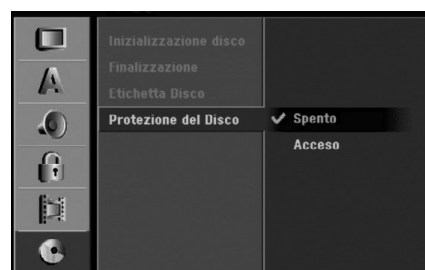 Inizializzazione disco
Finalizzazione
Etichetta Disco
Protezione del Disco
Spento
Acceso
A